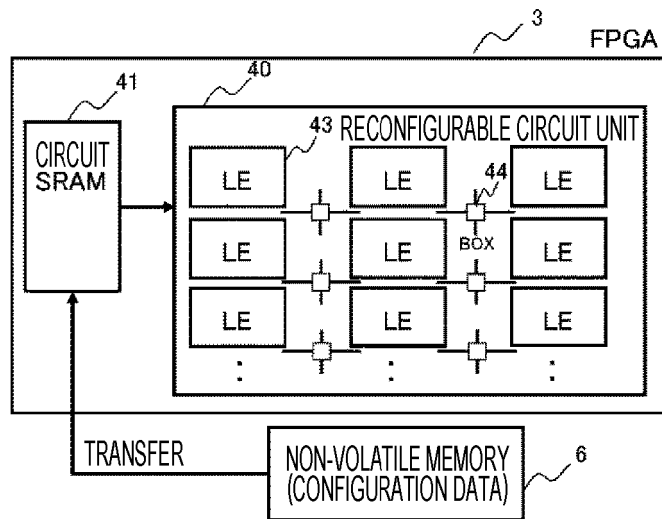 3
FPGA
41
40
CIRCUIT
SRAM
RECONFIGURABLE CIRCUIT UNIT
43
44
LE LE LE
BOX
LE LE LE
LE LE LE
: : :
TRANSFER
NON-VOLATILE MEMORY
(CONFIGURATION DATA)
6